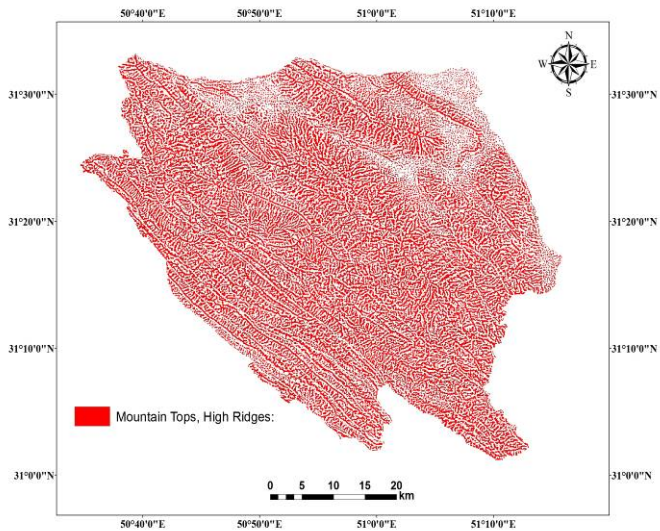 50°40'0"E 50°50'0"E 51°0'0"E 51°10'0"E
N
W E
S
31°30'0"N 31°30'0"N
31°20'0"N 31°20'0"N
31°10'0"N 31°10'0"N
Mountain Tops, High Ridges:
31°0'0"N 31°0'0"N
0 5 10 15 20
km
50°40'0"E 50°50'0"E 51°0'0"E 51°10'0"E